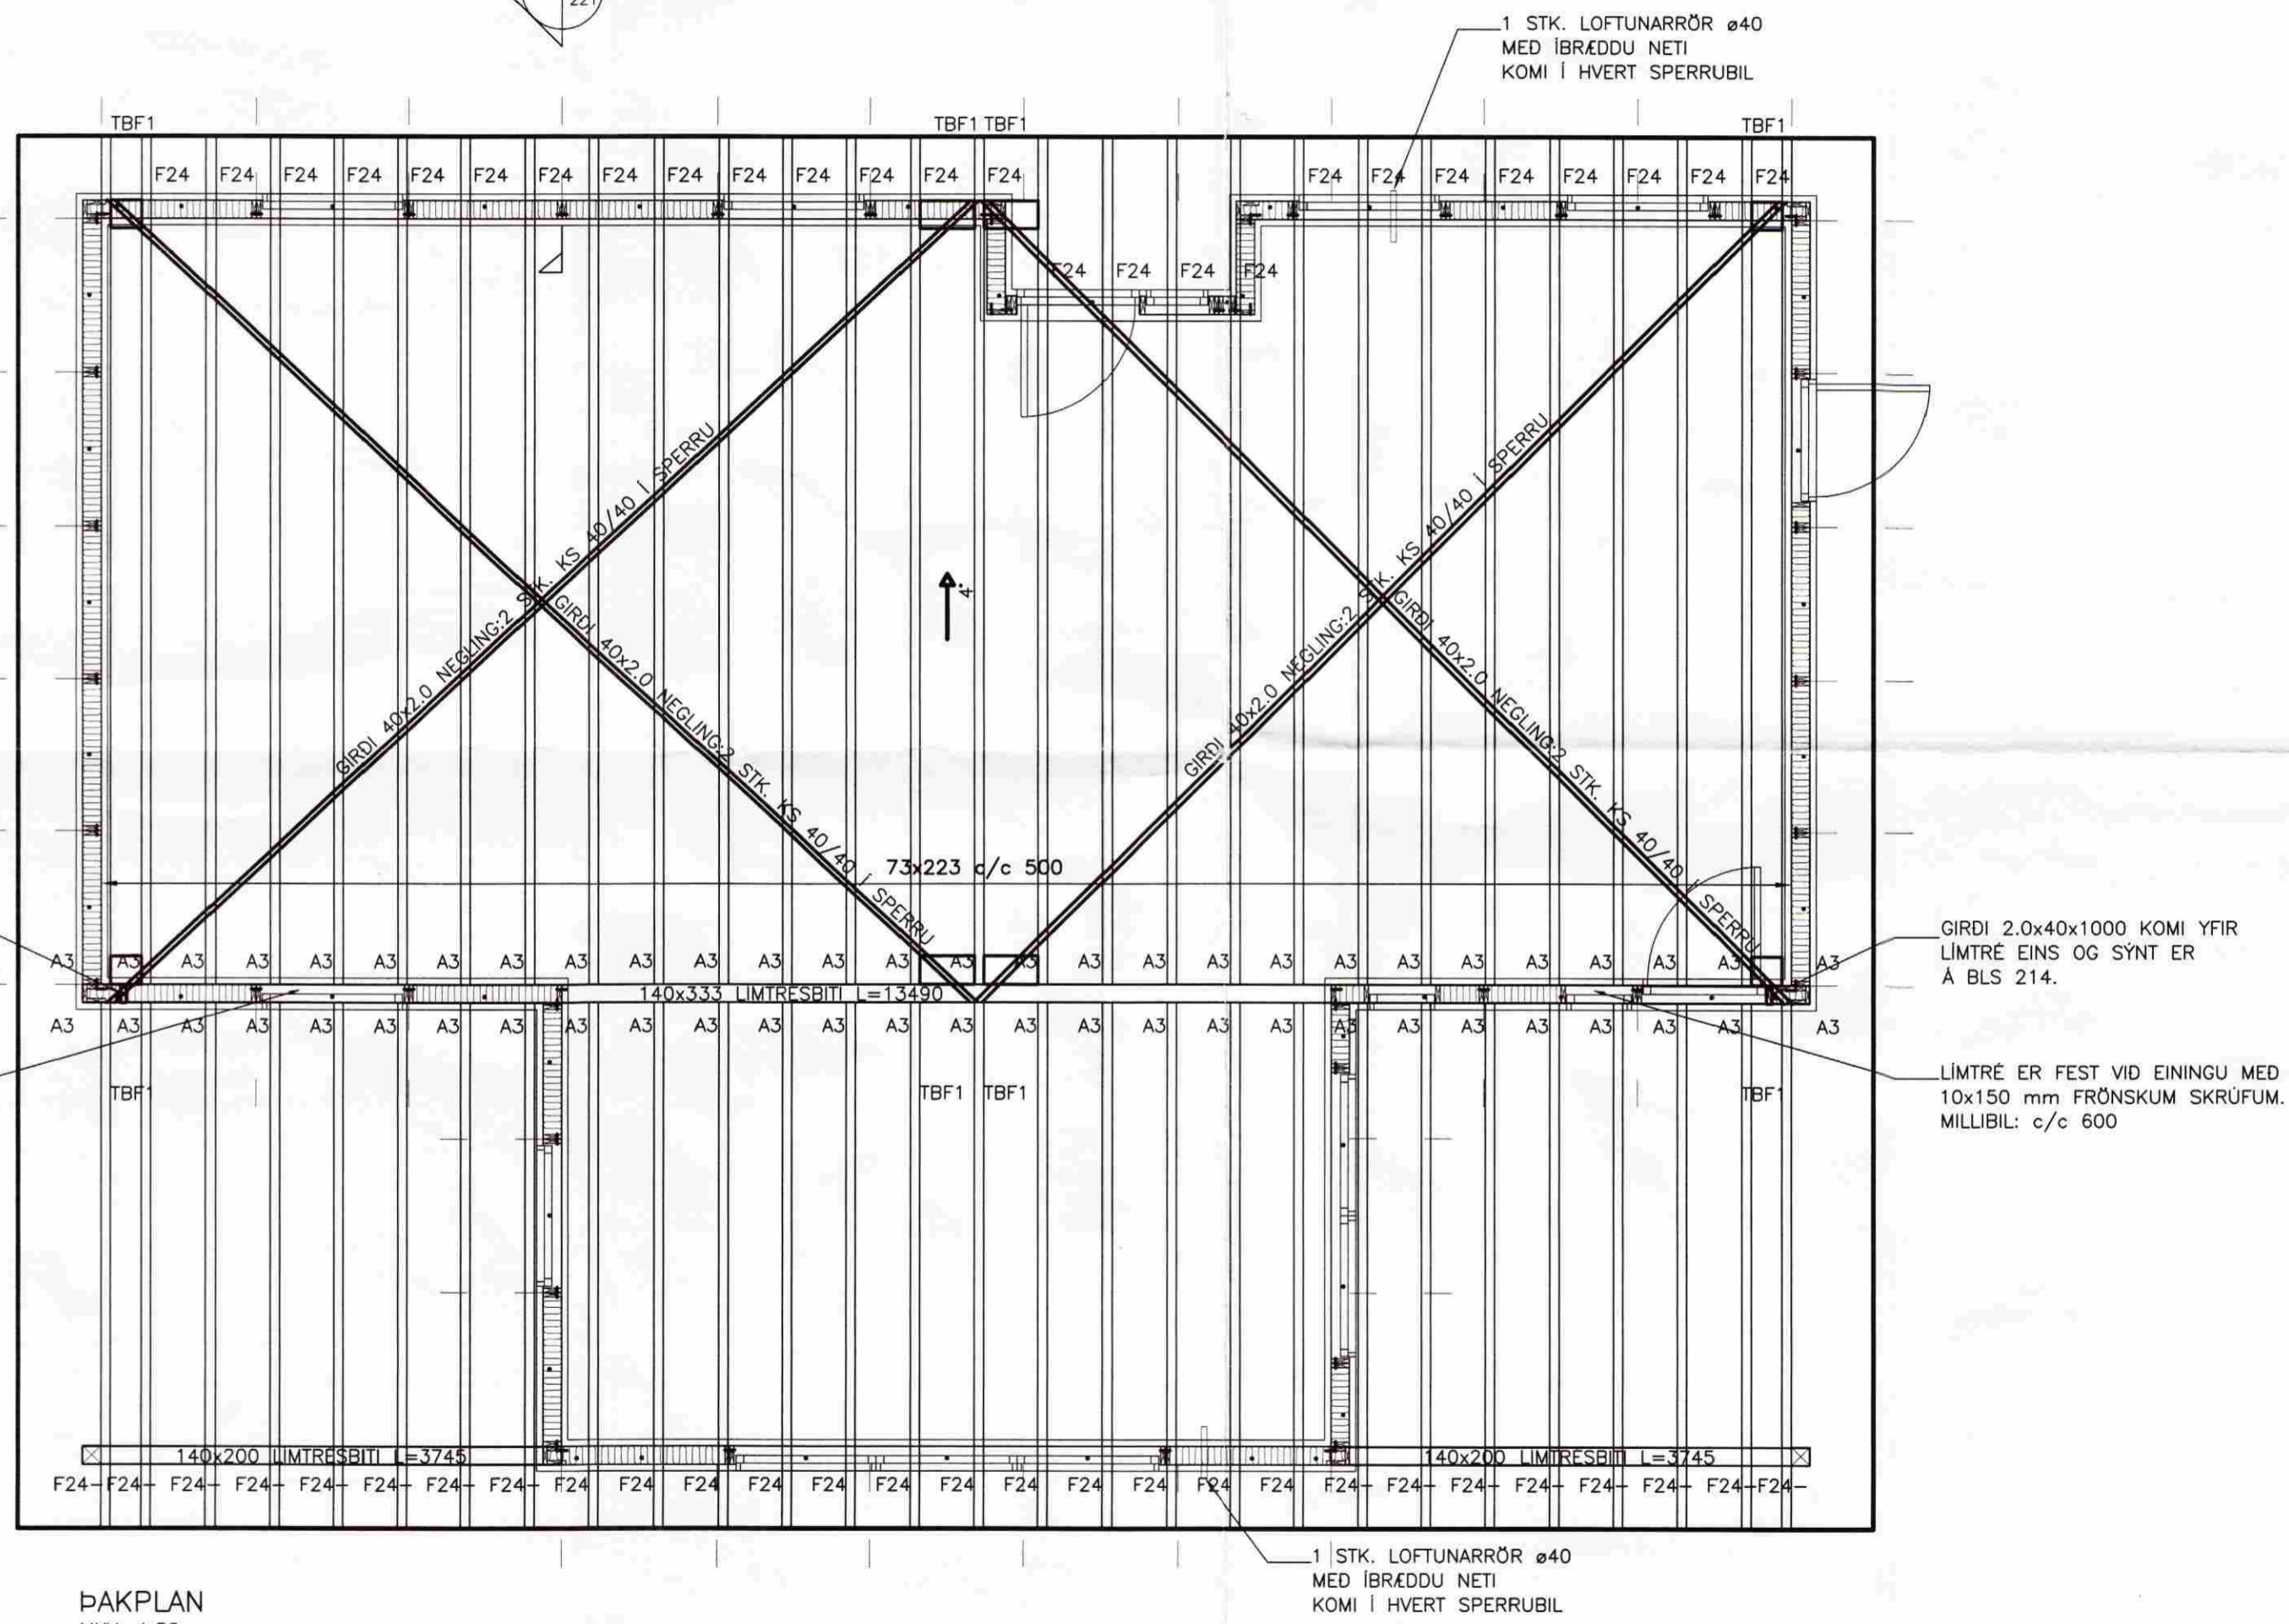 221
1 STK. LOFTUNARRÖR ø40
MEÐ ÍBRÆDDU NETI
KOMI Í HVERT SPERRUBIL
TBF1 TBF1 TBF1 TBF1
F24 F24 F24 F24 F24 F24 F24 F24 F24 F24 F24 F24 F24 F24 F24 F24 F24 F24 F24 F24 F24 F24
F24 F24 F24 F24
GIRÐI 40x2.0 NEGLING:2 STK. KS 40/40 Í SPERRU
GIRÐI 40x2.0 NEGLING:2 STK. KS 40/40 Í SPERRU
4°
GIRÐI 40x2.0 NEGLING:2 STK. KS 40/40 Í SPERRU
GIRÐI 40x2.0 NEGLING:2 STK. KS 40/40 Í SPERRU
73x223 c/c 500
A3 A3 A3 A3 A3 A3 A3 A3 A3 A3 A3 A3 A3 A3 A3 A3 A3 A3 A3 A3 A3 A3 A3 A3 A3 A3 A3 A3 A3
140x333 LÍMTRÉSBITI L=13490
A3 A3 A3 A3 A3 A3 A3 A3 A3 A3 A3 A3 A3 A3 A3 A3 A3 A3 A3 A3 A3 A3 A3 A3 A3 A3 A3 A3 A3
GIRÐI 2.0x40x1000 KOMI YFIR
LÍMTRÉ EINS OG SÝNT ER
Á BLS 214.
TBF1 TBF1 TBF1 TBF1
LÍMTRÉ ER FEST VIÐ EININGU MEÐ
10x150 mm FRÖNSKUM SKRÚFUM.
MILLIBIL: c/c 600
140x200 LÍMTRÉSBITI L=3745
140x200 LÍMTRÉSBITI L=3745
F24 F24 F24 F24 F24 F24 F24 F24 F24 F24 F24 F24 F24 F24 F24 F24 F24 F24 F24 F24 F24 F24 F24 F24 F24 F24 F24 F24
1 STK. LOFTUNARRÖR ø40
MEÐ ÍBRÆDDU NETI
KOMI Í HVERT SPERRUBIL
ÞAKPLAN